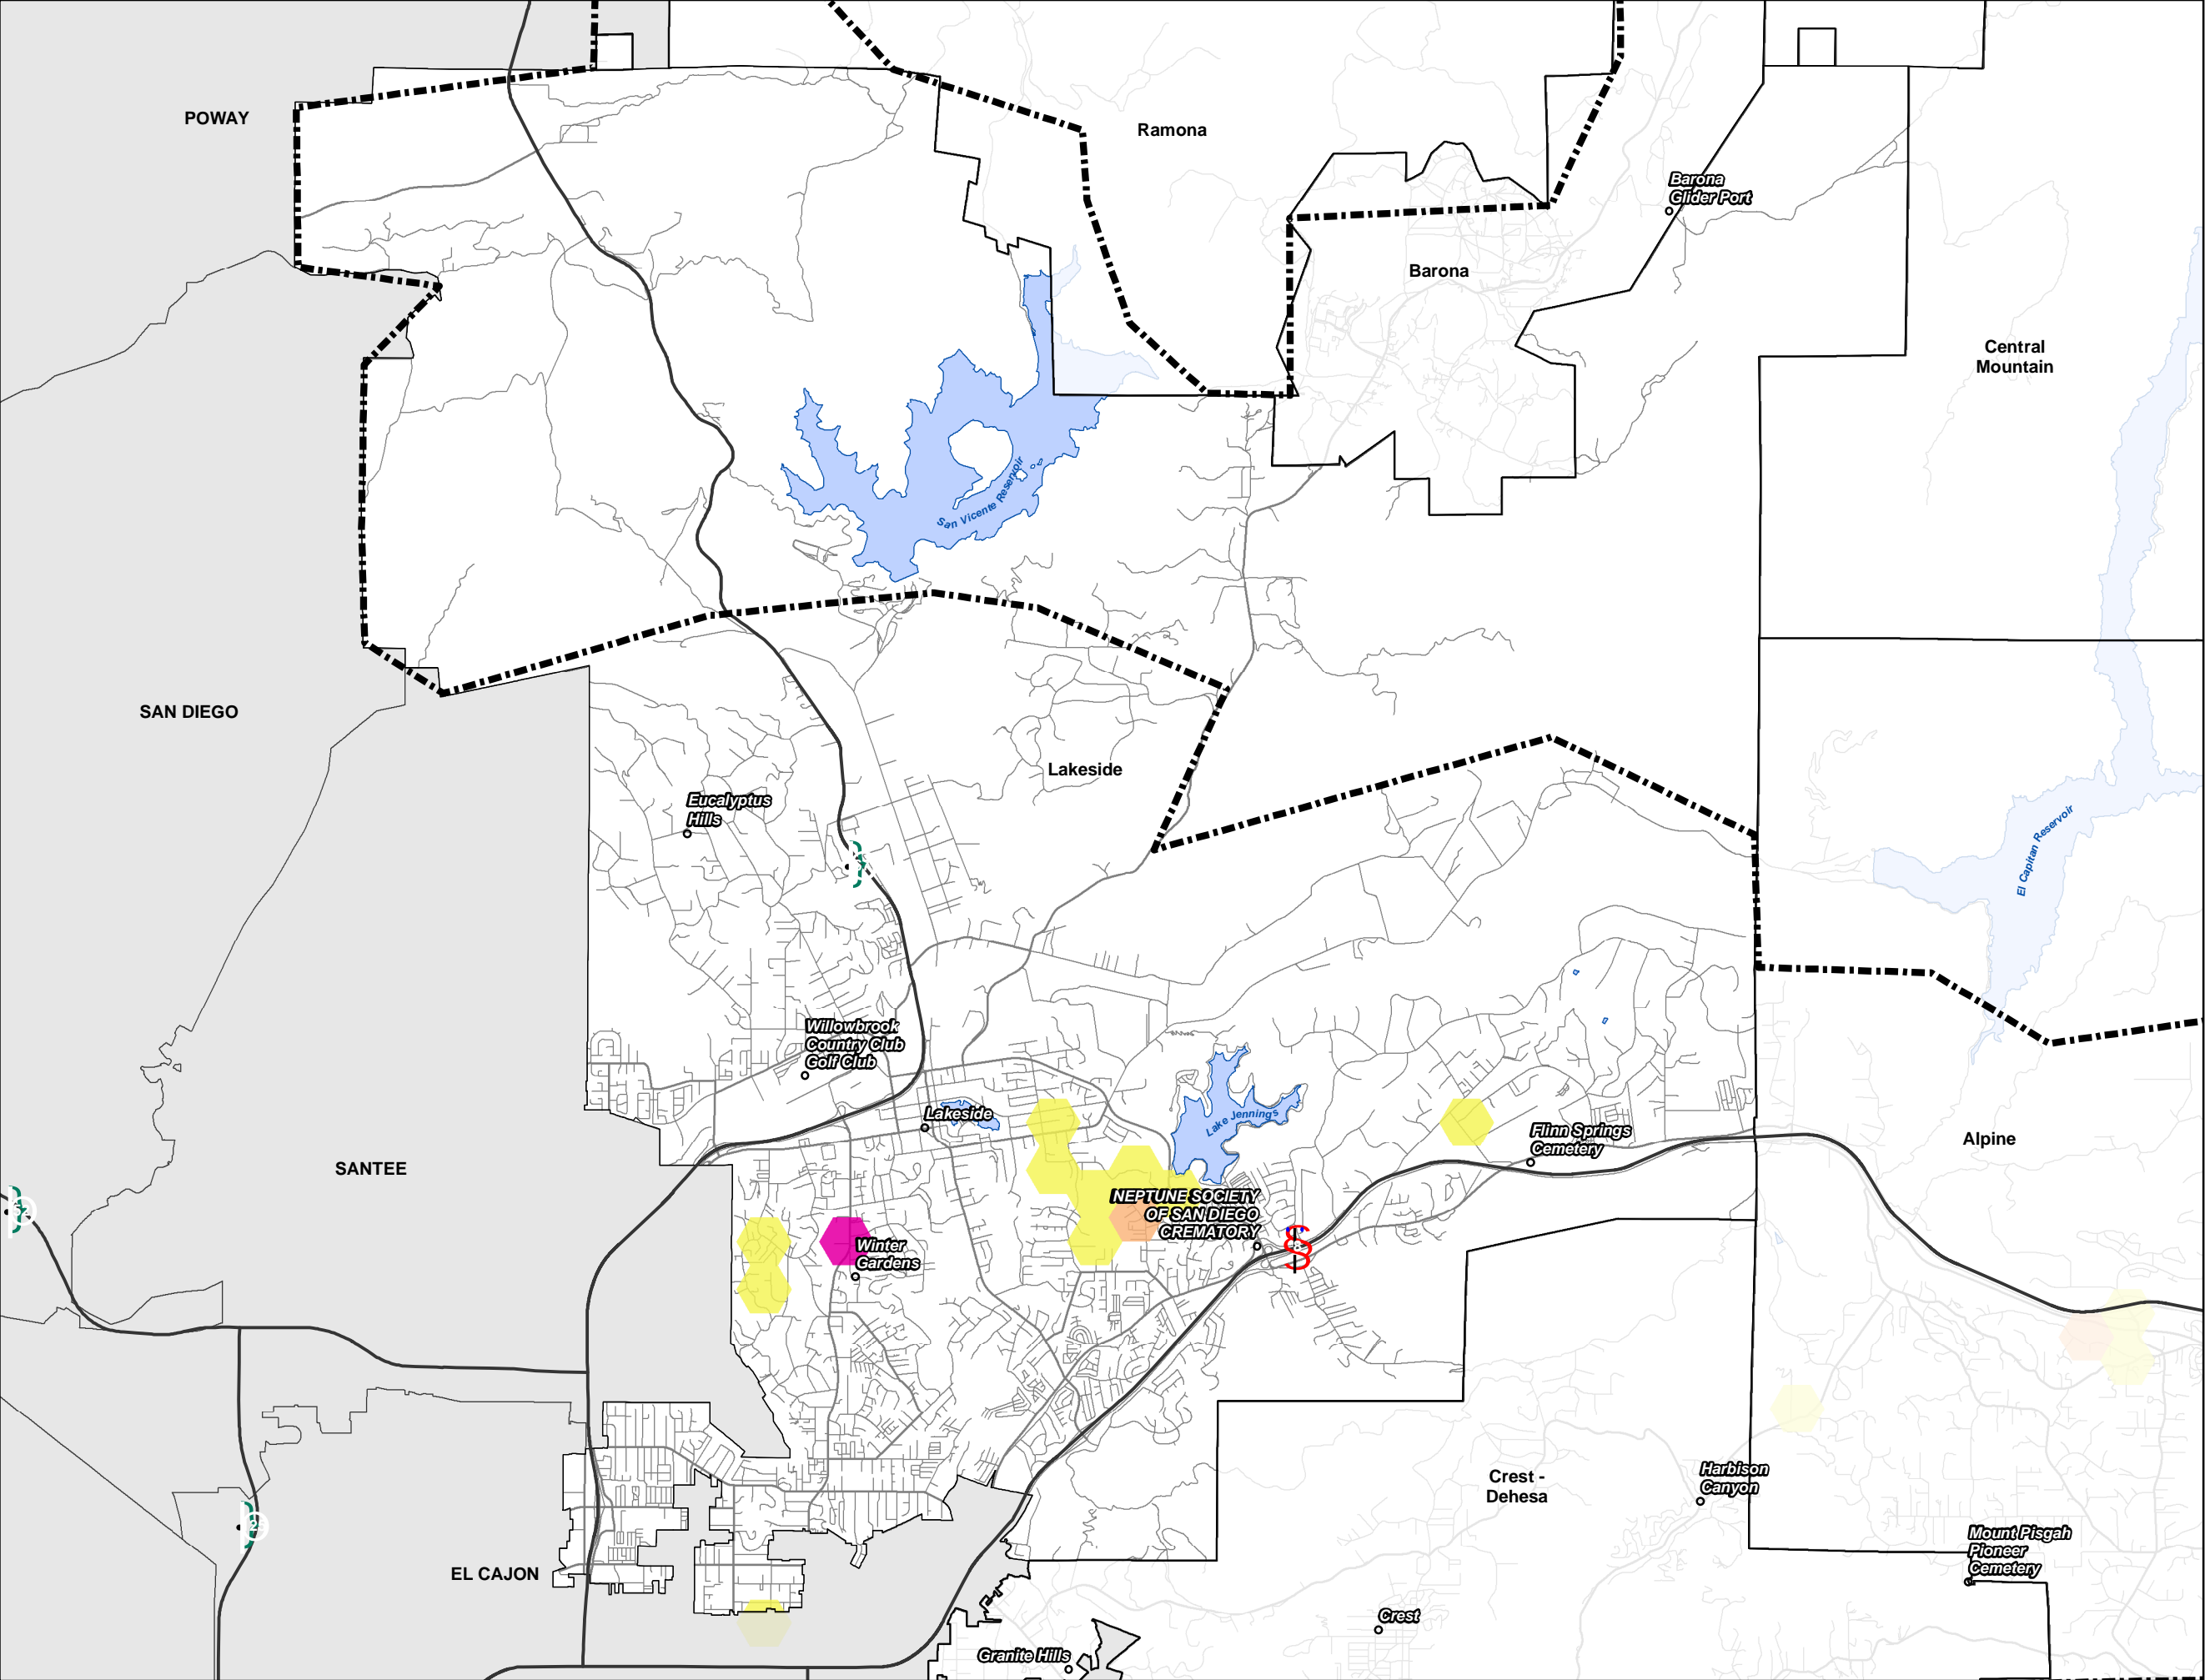 POWAY
Ramona
Barona
Glider Port
Barona
Central
Mountain
San Vicente Reservoir
SAN DIEGO
Lakeside
Eucalyptus
Hills
El Capitan Reservoir
Willowbrook
Country Club
Golf Club
Lakeside
Lake Jennings
Flinn Springs
Cemetery
Alpine
SANTEE
NEPTUNE SOCIETY
OF SAN DIEGO
CREMATORY
Winter
Gardens
Crest -
Dehesa
Harbison
Canyon
Mount Pisgah
Pioneer
Cemetery
EL CAJON
Crest
Granite Hills